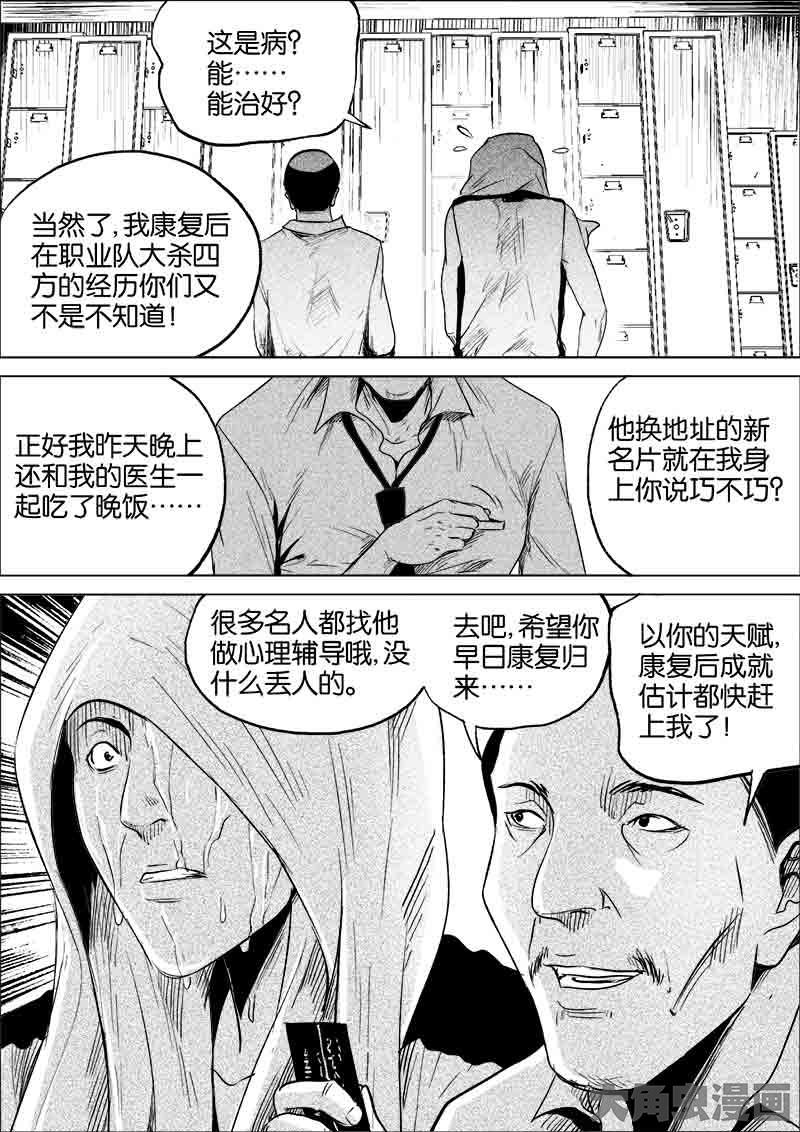 这是病？
能……
能治好？
当然了，我康复后
在职业队大杀四
方的经历你们又
不是不知道！
正好我昨天晚上
还和我的医生一
起吃了晚饭……
他换地址的新
名片就在我身
上你说巧不巧？
很多名人都找他
做心理辅导哦，没
什么丢人的。
去吧，希望你
早日康复归
来……
以你的天赋，
康复后成就
估计都快赶
上我了！
大角虫漫画